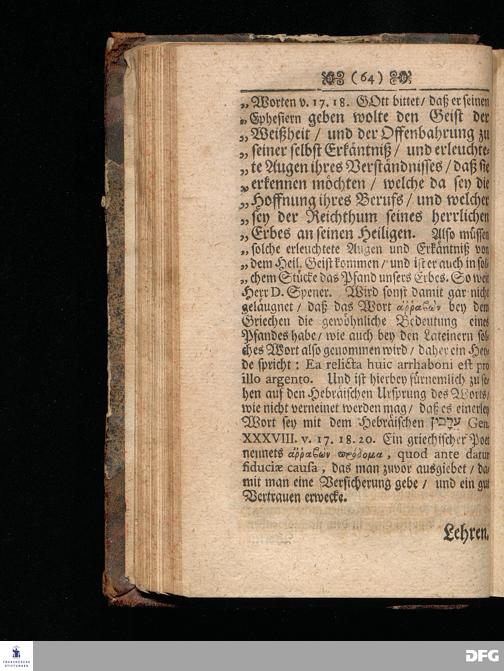 (64)
„ Worten v. 17. 18. GOtt bittet / daß er seinen
„ Ephesiern geben wolte den Geist der
„ Weißheit / und der Offenbahrung zu
„ seiner selbst Erkäntniß / und erleuchte-
„ te Augen ihres Verständnisses / daß sie
„ erkennen möchten / welche da sey die
„ Hoffnung ihres Berufs / und welcher
„ sey der Reichthum seines herrlichen
„ Erbes an seinen Heiligen. Also müssen
„ solche erleuchtete Augen und Erkäntniß von
„ dem Heil. Geist kommen / und ist er auch in sol-
„ chem Stücke das Pfand unsers Erbes. So weit
Herr D. Spener. Wird sonst damit gar nicht
geläugnet / daß das Wort ἀῤῥαβὼν bey dem
Griechen die gewöhnliche Bedeutung eines
Pfandes habe / wie auch bey den Lateinern sol-
ches Wort also genommen wird / daher ein Hey-
de spricht : Ea relicta huic arrhaboni est pro
illo argento. Und ist hierbey fürnemlich zu se-
hen auf den Hebräischen Ursprung des Worts /
wie nicht verneinet werden mag / daß es einerley
Wort sey mit dem Hebräischen ערבון Gen.
XXXVIII. v. 17. 18. 20. Ein griechischer Poet
nennets ἀῤῥαβὼν πρόδομα, quod ante datur
fiduciæ causa, das man zuvor ausgiebet / da-
mit man eine Versicherung gebe / und ein gut
Vertrauen erwecke.
Lehren.
FRANCKESCHE
STIFTUNGEN
DFG